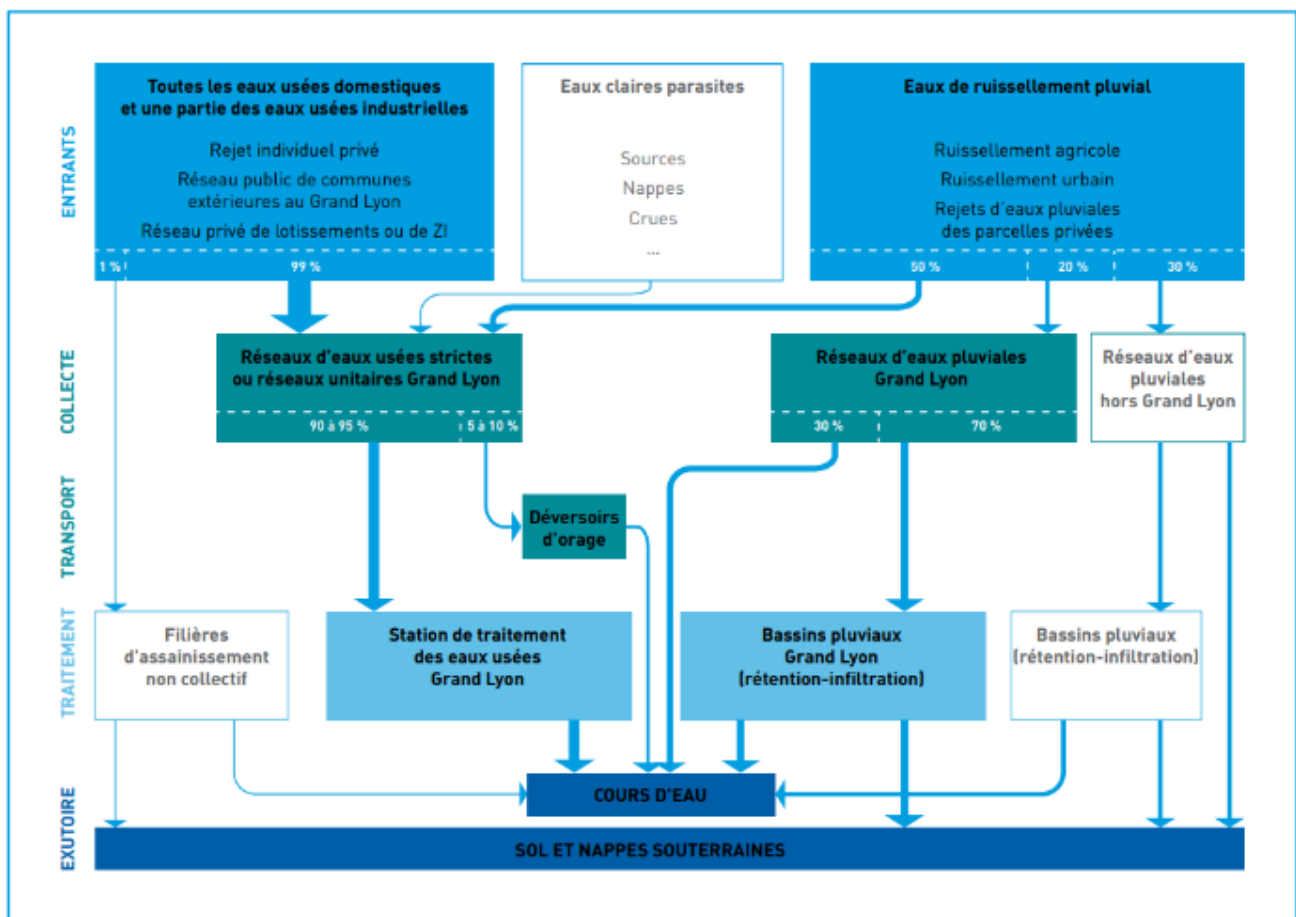 ENTRANTS
Toutes les eaux usées domestiques
et une partie des eaux usées industrielles
Rejet individuel privé
Réseau public de communes
extérieures au Grand Lyon
Réseau privé de lotissements ou de ZI
1 %
99 %
Eaux claires parasites
Sources
Nappes
Crues
...
Eaux de ruissellement pluvial
Ruissellement agricole
Ruissellement urbain
Rejets d'eaux pluviales
des parcelles privées
50 %
20 %
30 %
COLLECTE
Réseaux d'eaux usées strictes
ou réseaux unitaires Grand Lyon
90 à 95 %
5 à 10 %
Réseaux d'eaux pluviales
Grand Lyon
30 %
70 %
Réseaux d'eaux
pluviales
hors Grand Lyon
TRANSPORT
Déversoirs
d'orage
TRAITEMENT
Filières
d'assainissement
non collectif
Station de traitement
des eaux usées
Grand Lyon
Bassins pluviaux
Grand Lyon
(rétention-infiltration)
Bassins pluviaux
(rétention-infiltration)
EXUTOIRE
COURS D'EAU
SOL ET NAPPES SOUTERRAINES